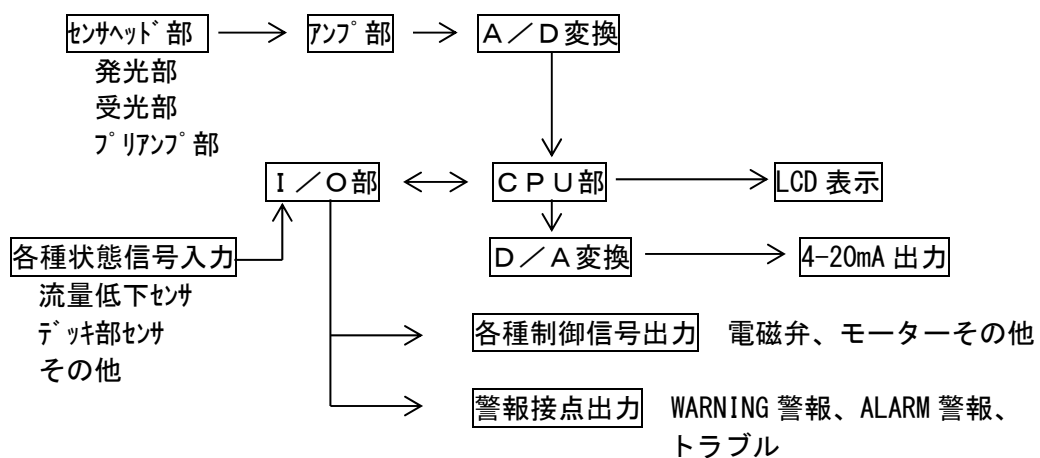 ｾﾝｻﾍｯﾄﾞ部
ｱﾝﾌﾟ部
Ａ／Ｄ変換
発光部
受光部
ﾌﾟﾘｱﾝﾌﾟ部
Ｉ／Ｏ部
ＣＰＵ部
LCD 表示
各種状態信号入力
Ｄ／Ａ変換
4-20mA 出力
流量低下ｾﾝｻ
ﾃﾞｯｷ部ｾﾝｻ
その他
各種制御信号出力 電磁弁、モーターその他
警報接点出力 WARNING 警報、ALARM 警報、
トラブル